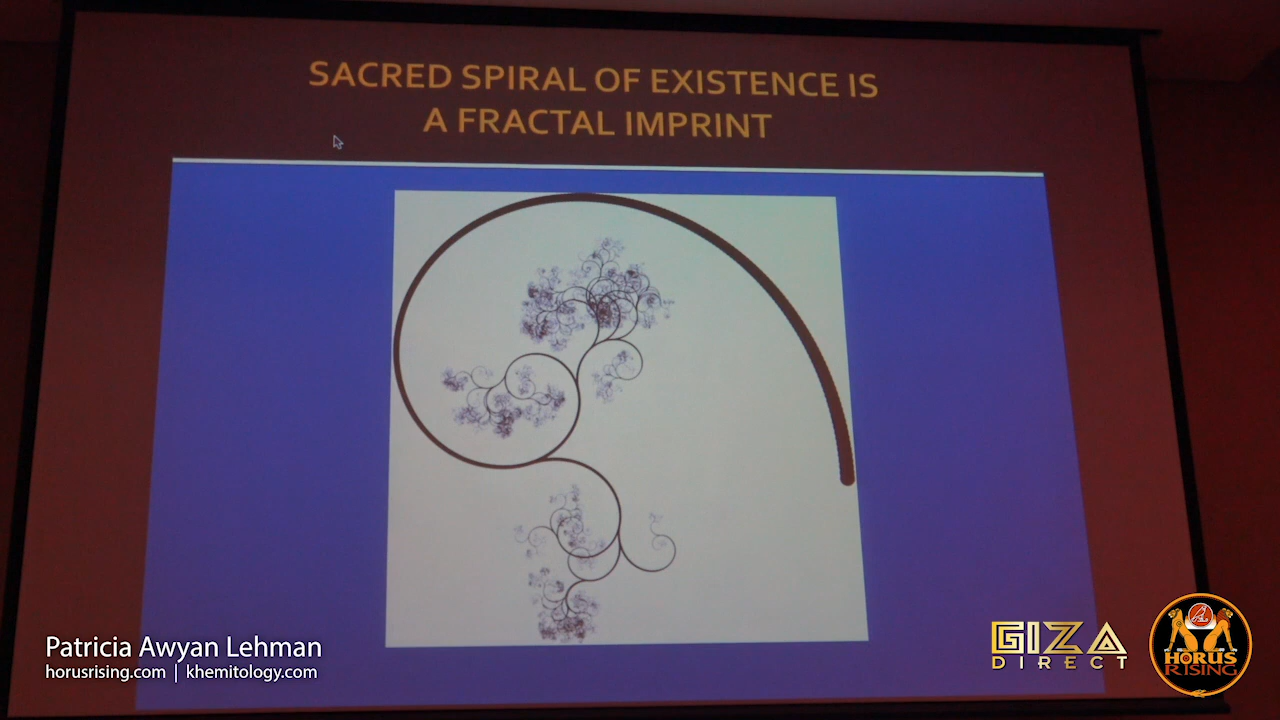 SACRED SPIRAL OF EXISTENCE IS
A FRACTAL IMPRINT
Patricia Awyan Lehman
horusrising.com | khemitology.com
GIZA
DIRECT
HORUS
RISING